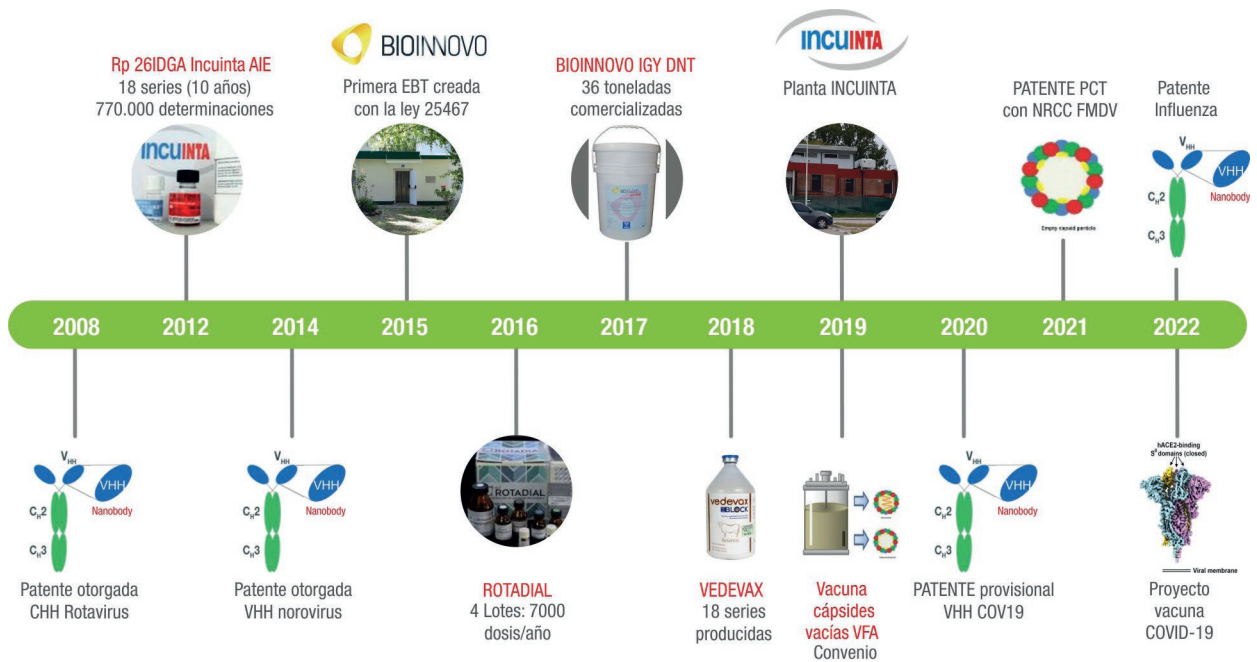 Rp 26IDGA Incuinta AIE
18 series (10 años)
770.000 determinaciones
INCUINTA
BIOINNOVO
Primera EBT creada
con la ley 25467
BIOINNOVO IGY DNT
36 toneladas
comercializadas
INCUINTA
Planta INCUINTA
PATENTE PCT
con NRCC FMDV
Empty capsid particle
Patente
Influenza
VHH
VHH
Nanobody
CH2
CH3
2008
2012
2014
2015
2016
2017
2018
2019
2020
2021
2022
VHH
VHH
Nanobody
CH2
CH3
Patente otorgada
CHH Rotavirus
VHH
VHH
Nanobody
CH2
CH3
Patente otorgada
VHH norovirus
ROTADIAL
ROTADIAL
4 Lotes: 7000
dosis/año
vedevax
BLOCK
VEDEVAX
18 series
producidas
Vacuna
cápsides
vacías VFA
Convenio
VHH
VHH
Nanobody
CH2
CH3
PATENTE provisional
VHH COV19
hACE2-binding
SB domains (closed)
Viral membrane
Proyecto
vacuna
COVID-19